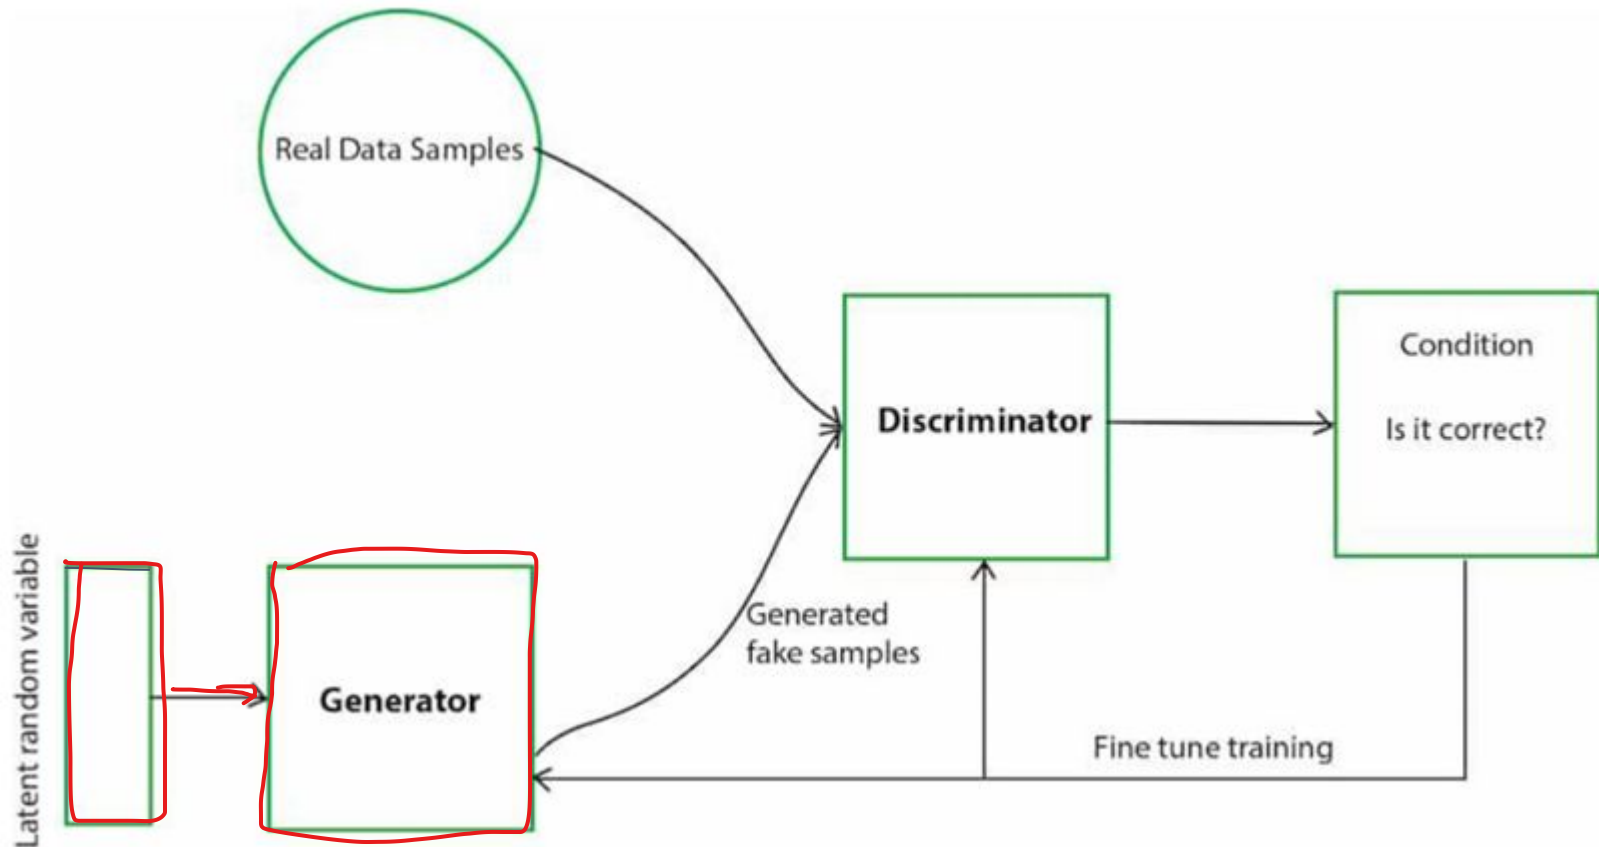 Real Data Samples
Discriminator
Condition
Is it correct?
Latent random variable
Generator
Generated
fake samples
Fine tune training